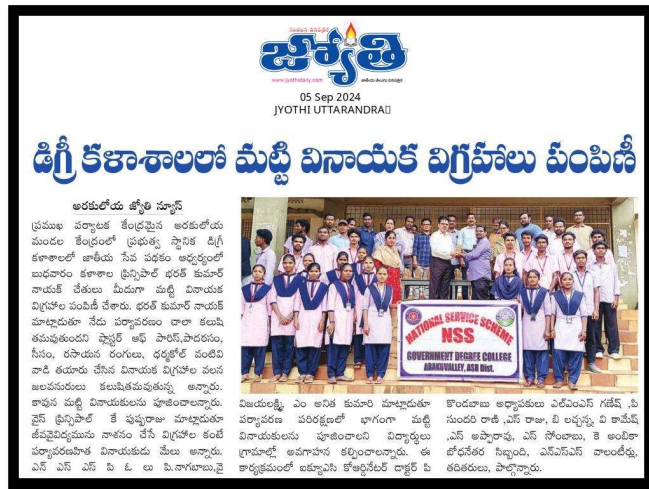 జ్యోతి
www.jyothidaily.com
జాతీయ తెలుగు దినపత్రిక
05 Sep 2024
JYOTHI UTTARANDRA
డిగ్రీ కళాశాలలో మట్టి వినాయక విగ్రహాలు పంపిణీ
అరకులోయ జ్యోతి న్యూస్
ప్రముఖ పర్యాటక కేంద్రమైన అరకులోయ
మండల కేంద్రంలో ప్రభుత్వ స్థానిక డిగ్రీ
కళాశాలలో జాతీయ సేవ పథకం ఆధ్వర్యంలో
బుధవారం కళాశాల ప్రిన్సిపాల్ భరత్ కుమార్
నాయక్ చేతులు మీదుగా మట్టి వినాయక
విగ్రహాల పంపిణీ చేశారు. భరత్ కుమార్ నాయక్
మాట్లాడుతూ నేడు పర్యావరణం చాలా కలుషి
తమవుతుందని ప్లాస్టర్ ఆఫ్ పారిస్,పాదరసం,
సీసం, రసాయన రంగులు, ధర్మకోల్ వంటివి
వాడి తయారు చేసిన వినాయక విగ్రహాల వలన
జలవనరులు కలుషితమవుతున్న అన్నారు.
కావున మట్టి వినాయకులను పూజించాలన్నారు.
వైస్ ప్రిన్సిపాల్ కే పుష్పరాజు మాట్లాడుతూ
జీవవైవిద్యమును నాశనం చేసే విగ్రహాల కంటే
పర్యావరణహిత వినాయకుడు మేలు అన్నారు.
ఎన్ ఎస్ ఎస్ పి ఓ లు పి.నాగబాబు,వై
NATIONAL SERVICE SCHEME
NSS
GOVERNMENT DEGREE COLLEGE
ARAKUVALLEY, ASR Dist.
విజయలక్ష్మి, ఎం అనిత కుమారి మాట్లాడుతూ
పర్యావరణ పరిరక్షణలో భాగంగా మట్టి
వినాయకులను పూజించాలని విద్యార్థులు
గ్రామాల్లో అవగాహన కల్పించాలన్నారు. ఈ
కార్యక్రమంలో ఐక్యూఏసి కోఆర్డినేటర్ డాక్టర్ పి
కొండబాబు అధ్యాపకులు ఎల్ఎంఎస్ గణేష్ ,పి
సుందరి రాణి ,ఎస్ రాజు, బి లచ్చన్న, వి కామేష్
,ఎస్ అప్పారావు, ఎస్ సోంబాబు, కె అంబికా
బోధనేతర సిబ్బంది, ఎన్ఎస్ఎస్ వాలంటీర్లు,
తదితరులు, పాల్గొన్నారు.